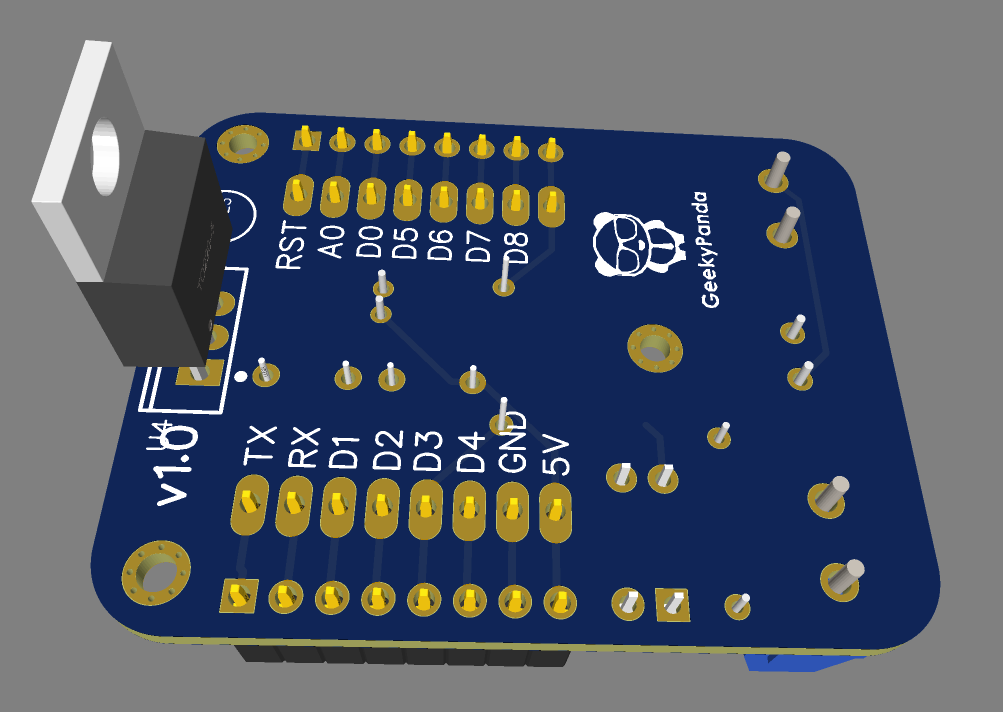 RST A0 D0 D5 D6 D7 D8
GeekyPanda
TX RX D1 D2 D3 D4 GND 5V
U4
v1.0